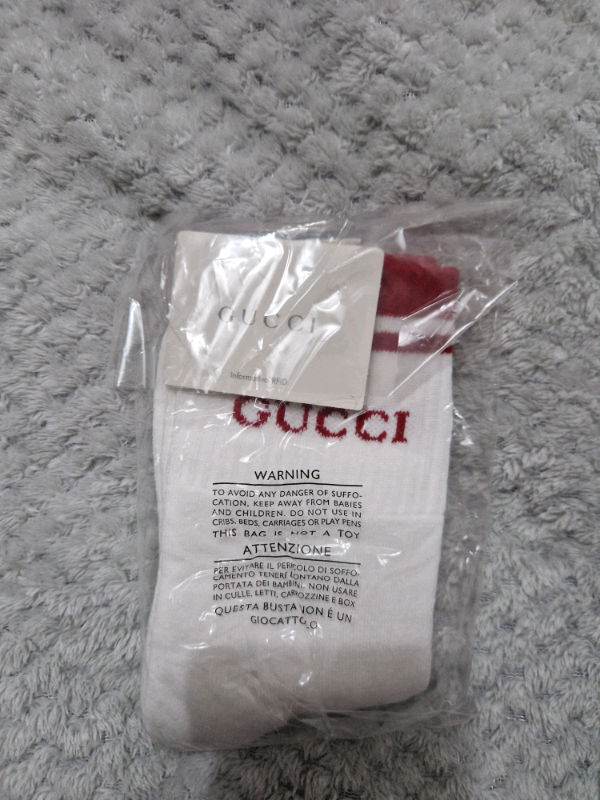 GUCCI
Informativo RND
GUCCI
WARNING
TO AVOID ANY DANGER OF SUFFO-
CATION, KEEP AWAY FROM BABIES
AND CHILDREN. DO NOT USE IN
CRIBS, BEDS, CARRIAGES OR PLAY PENS
THIS BAG IS NOT A TOY
ATTENZIONE
PER EVITARE IL PERICOLO DI SOFFO-
CAMENTO TENERE LONTANO DALLA
PORTATA DEI BAMBINI. NON USARE
IN CULLE, LETTI, CARROZZINE E BOX
QUESTA BUSTA NON É UN
GIOCATTOLO